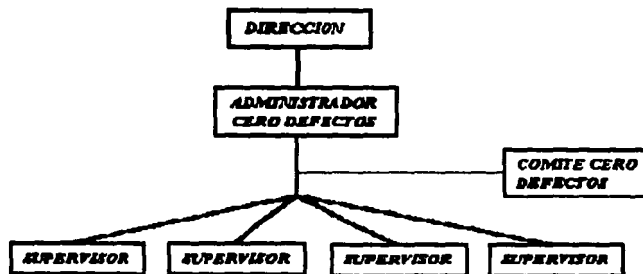 DIRECCION
ADMINISTRADOR
CERO DEFECTOS
COMITE CERO
DEFECTOS
SUPERVISOR SUPERVISOR SUPERVISOR SUPERVISOR